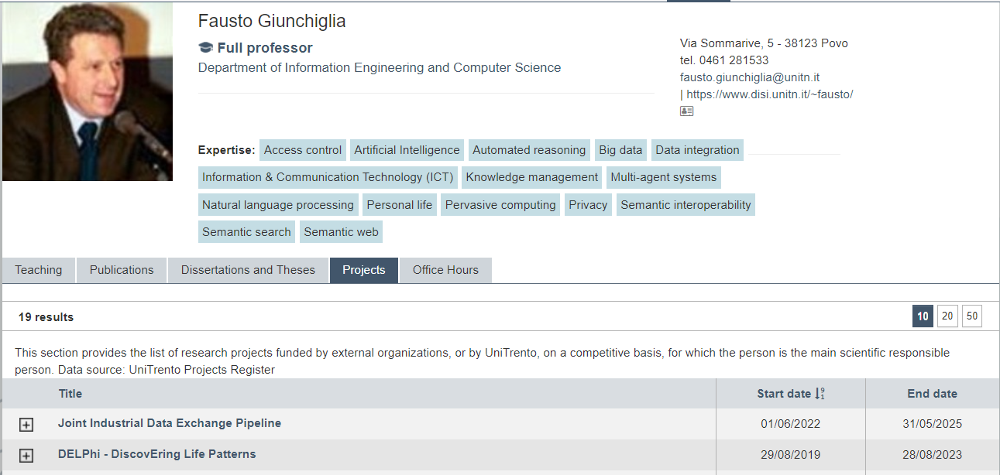 Fausto Giunchiglia
Full professor
Department of Information Engineering and Computer Science
Via Sommarive, 5 - 38123 Povo
tel. 0461 281533
fausto.giunchiglia@unitn.it
| https://www.disi.unitn.it/~fausto/
Expertise: Access control Artificial Intelligence Automated reasoning Big data Data integration
Information & Communication Technology (ICT) Knowledge management Multi-agent systems
Natural language processing Personal life Pervasive computing Privacy Semantic interoperability
Semantic search Semantic web
Teaching Publications Dissertations and Theses Projects Office Hours
19 results 10 20 50
This section provides the list of research projects funded by external organizations, or by UniTrento, on a competitive basis, for which the person is the main scientific responsible
person. Data source: UniTrento Projects Register
Title Start date End date
Joint Industrial Data Exchange Pipeline 01/06/2022 31/05/2025
DELPhi - DiscovEring Life Patterns 29/08/2019 28/08/2023